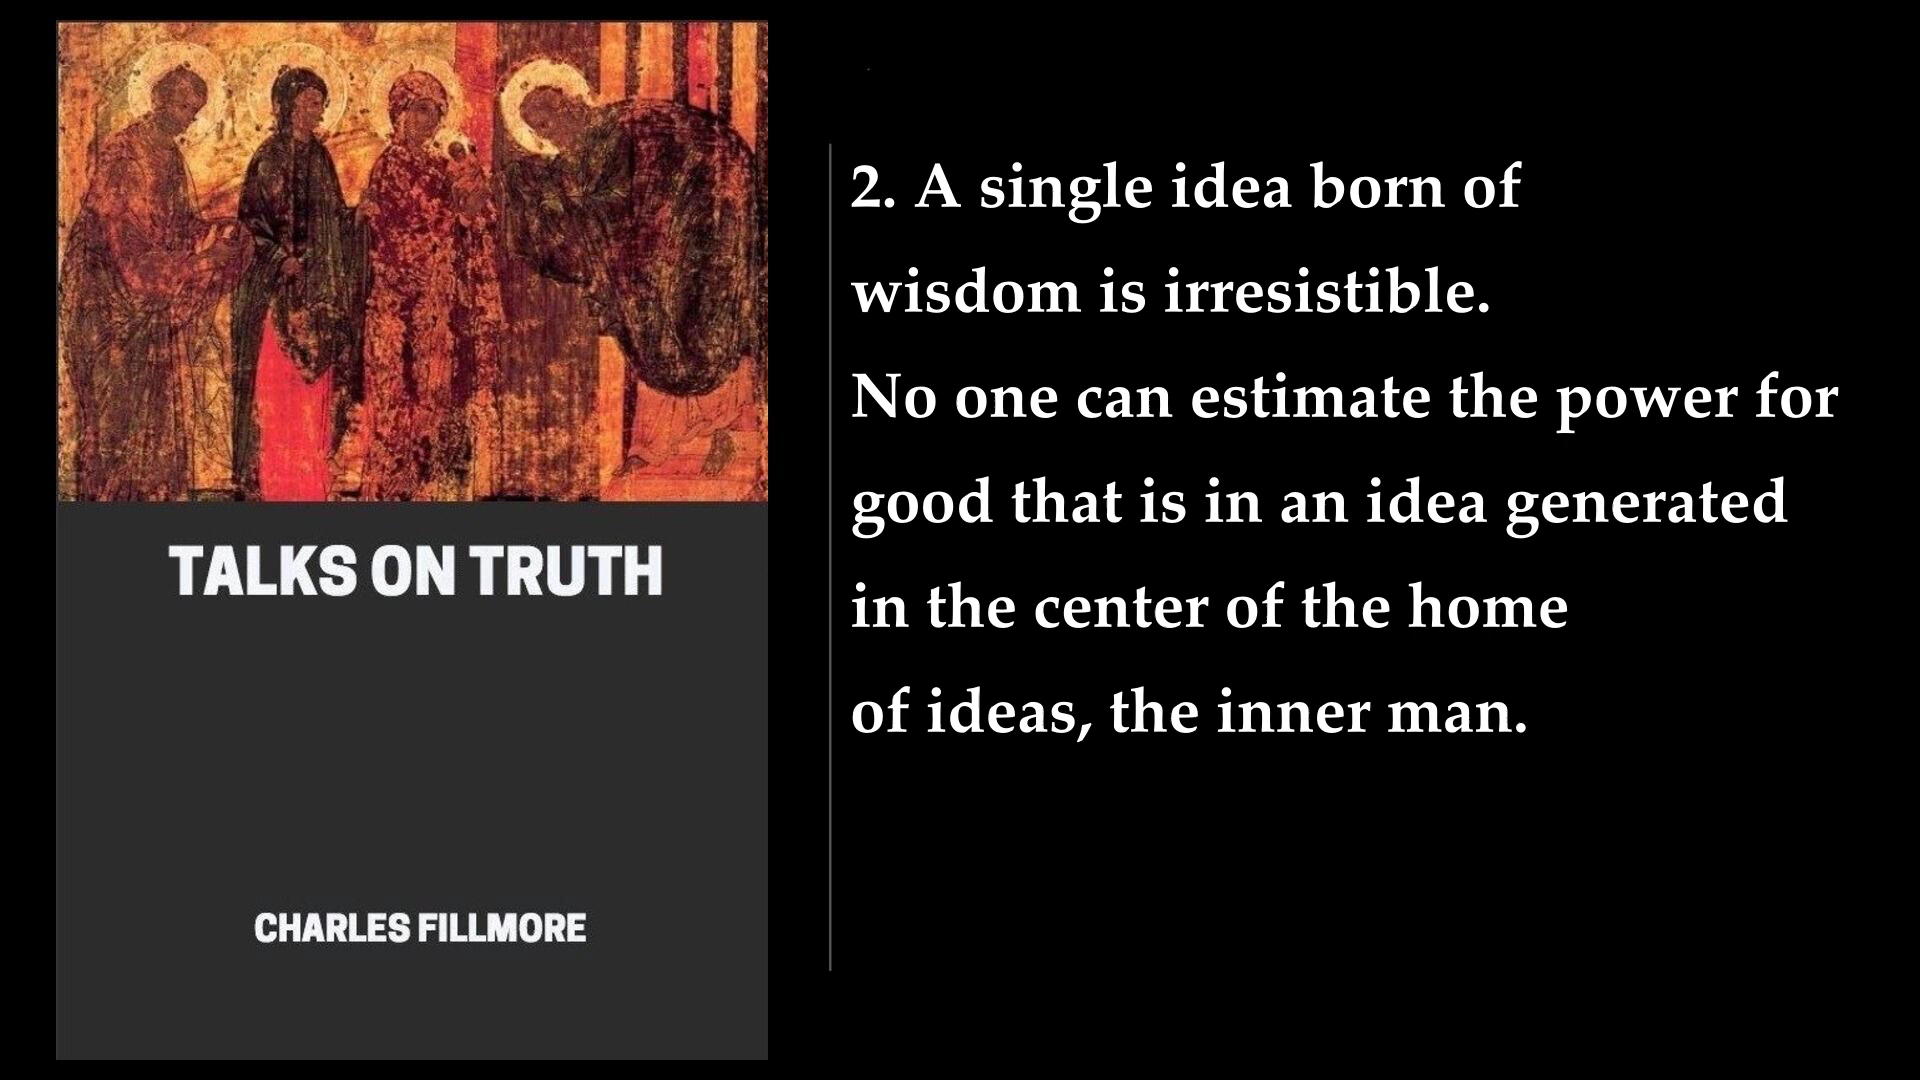 TALKS ON TRUTH
CHARLES FILLMORE
2. A single idea born of
wisdom is irresistible.
No one can estimate the power for
good that is in an idea generated
in the center of the home
of ideas, the inner man.